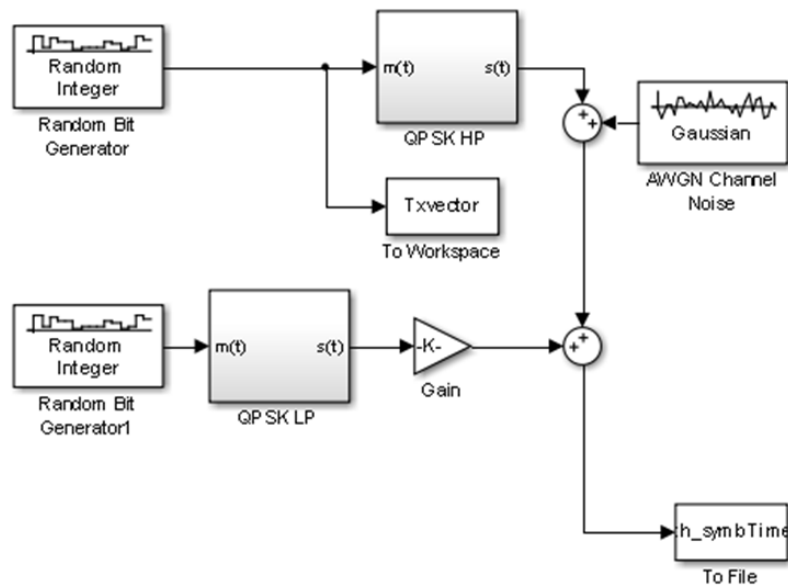 Random
Integer
Random Bit
Generator
m(t)
s(t)
QPSK HP
+
+
Gaussian
AWGN Channel
Noise
Txvector
To Workspace
Random
Integer
Random Bit
Generator1
m(t)
s(t)
QPSK LP
-K-
Gain
+
+
h_symbTime
To File